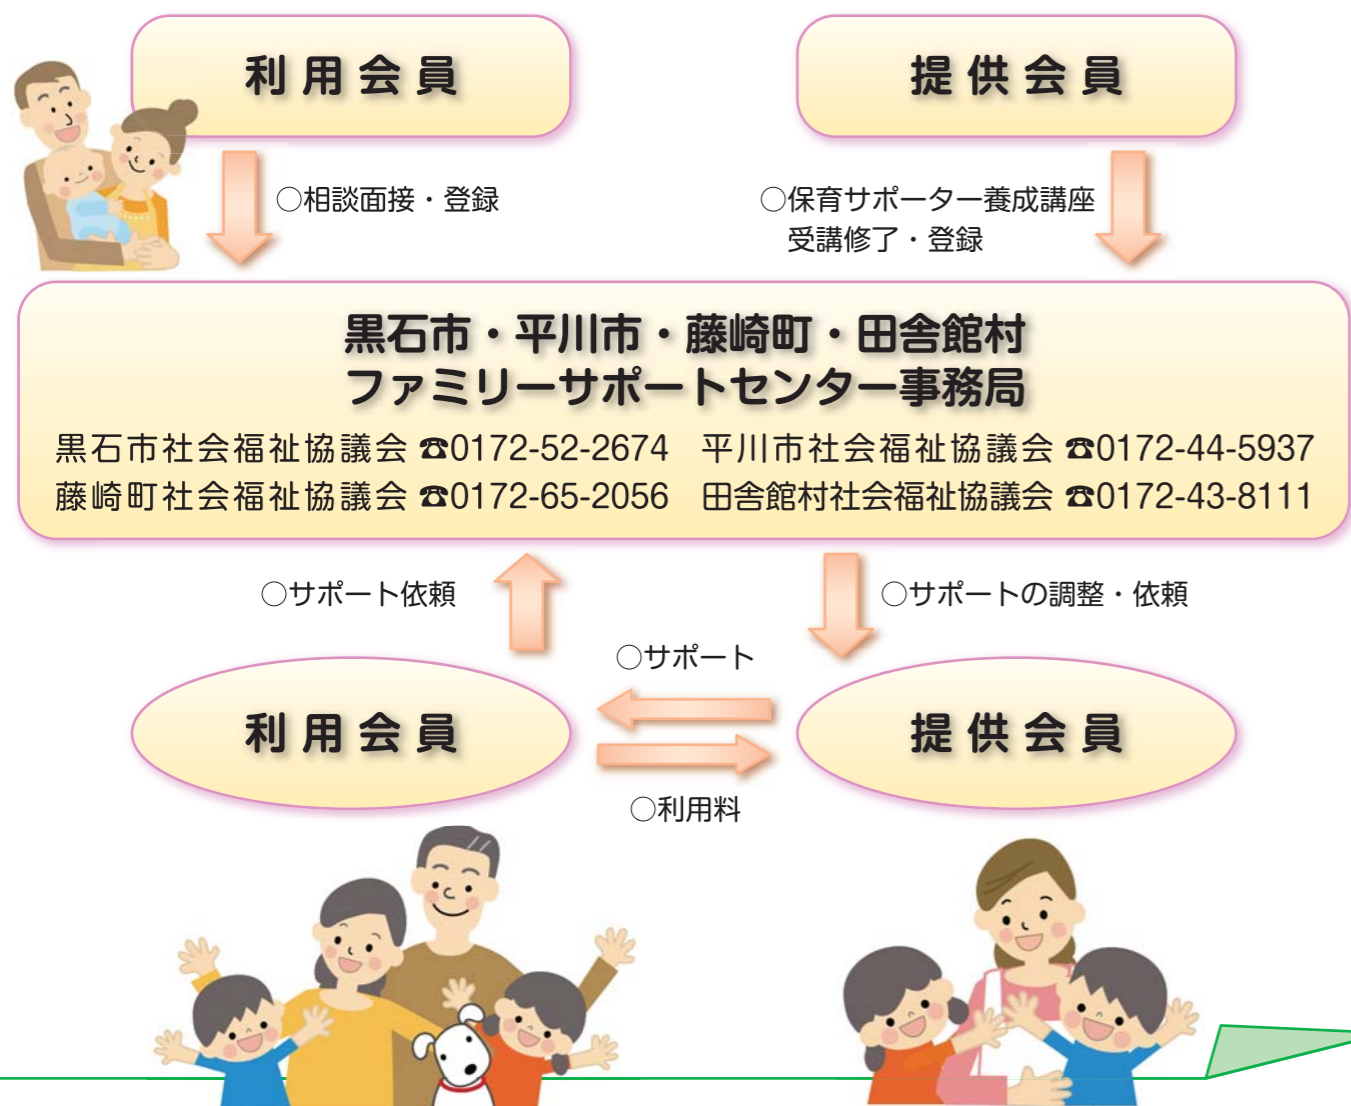 利用会員
提供会員
○相談面接・登録
○保育サポーター養成講座
受講修了・登録
黒石市・平川市・藤崎町・田舎館村
ファミリーサポートセンター事務局
黒石市社会福祉協議会 ☎0172-52-2674 平川市社会福祉協議会 ☎0172-44-5937
藤崎町社会福祉協議会 ☎0172-65-2056 田舎館村社会福祉協議会 ☎0172-43-8111
○サポート依頼
○サポートの調整・依頼
○サポート
利用会員
提供会員
○利用料